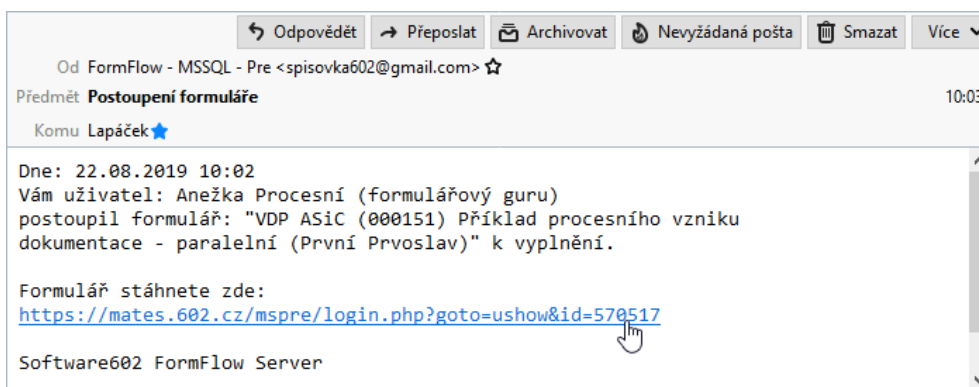 Odpovědět Přeposlat Archivovat Nevyžádaná pošta Smazat Více
Od FormFlow - MSSQL - Pre <spisovka602@gmail.com>
Předmět Postoupení formuláře 10:03
Komu Lapáček
Dne: 22.08.2019 10:02
Vám uživatel: Anežka Procesní (formulářový guru)
postoupil formulář: "VDP ASiC (000151) Příklad procesního vzniku
dokumentace - paralelní (První Prvoslav)" k vyplnění.
Formulář stáhnete zde:
https://mates.602.cz/mspre/login.php?goto=ushow&id=570517
Software602 FormFlow Server